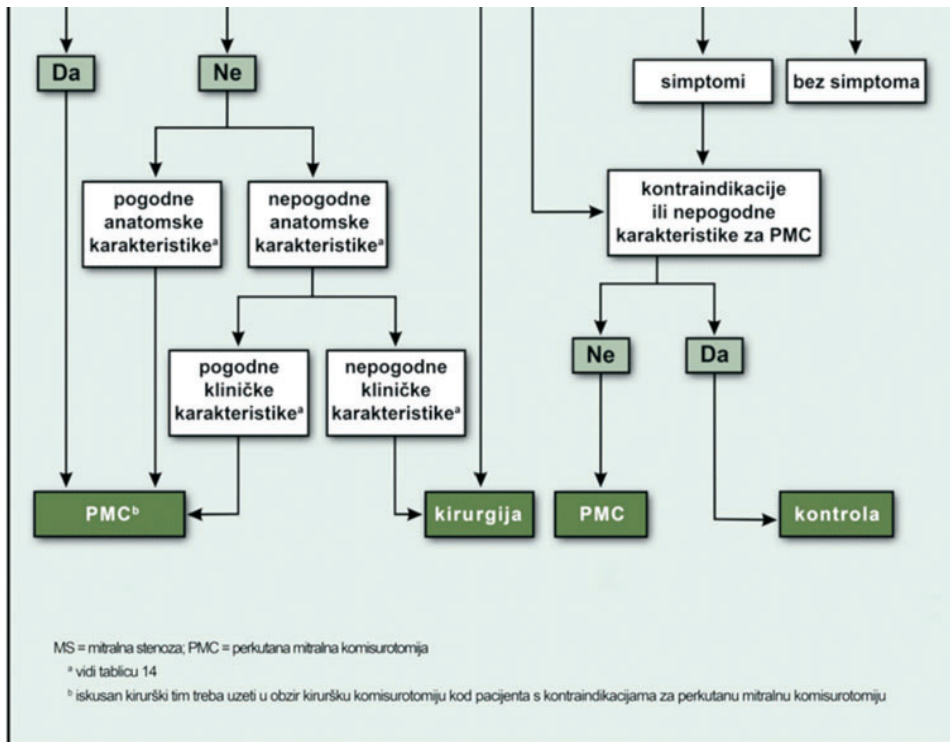 Da
Ne
simptomi
bez simptoma
pogodne
anatomske
karakteristikeᵃ
nepogodne
anatomske
karakteristikeᵃ
kontraindikacije
ili nepogodne
karakteristike za PMC
pogodne
kliničke
karakteristikeᵃ
nepogodne
kliničke
karakteristikeᵃ
Ne
Da
PMCᵇ
kirurgija
PMC
kontrola
MS = mitralna stenoza; PMC = perkutana mitralna komisurotomija
ᵃ vidi tablicu 14
ᵇ iskusan kirurški tim treba uzeti u obzir kiruršku komisurotomiju kod pacijenta s kontraindikacijama za perkutanu mitralnu komisurotomiju